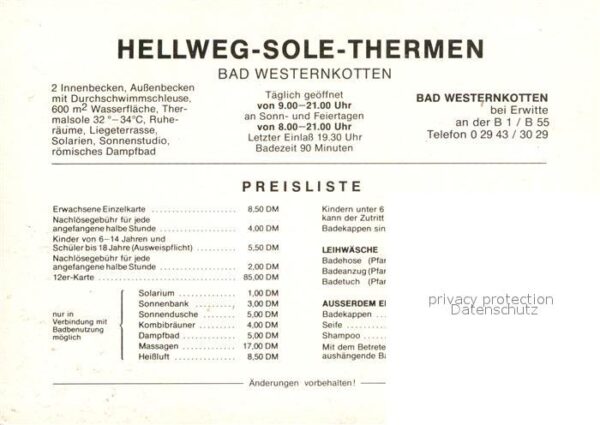 HELLWEG-SOLE-THERMEN
BAD WESTERNKOTTEN
2 Innenbecken, Außenbecken
mit Durchschwimmschleuse,
600 m² Wasserfläche, Ther-
malsole 32°–34°C, Ruhe-
räume, Liegeterrasse,
Solarien, Sonnenstudio,
römisches Dampfbad
Täglich geöffnet
von 9.00–21.00 Uhr
an Sonn- und Feiertagen
von 8.00–21.00 Uhr
Letzter Einlaß 19.30 Uhr
Badezeit 90 Minuten
BAD WESTERNKOTTEN
bei Erwitte
an der B 1 / B 55
Telefon 0 29 43 / 30 29
PREISLISTE
Erwachsene Einzelkarte .................... 8,50 DM
Nachlösegebühr für jede
angefangene halbe Stunde .................... 4,00 DM
Kinder von 6–14 Jahren und
Schüler bis 18 Jahre (Ausweispflicht) .......... 5,50 DM
Nachlösegebühr für jede
angefangene halbe Stunde .................... 2,00 DM
12er-Karte .................... 85,00 DM
nur in
Verbindung mit
Badbenutzung
möglich
Solarium .................... 1,00 DM
Sonnenbank .................... 3,00 DM
Sonnendusche .................... 5,00 DM
Kombibräuner .................... 4,00 DM
Dampfbad .................... 5,00 DM
Massagen .................... 17,00 DM
Heißluft .................... 8,50 DM
Kindern unter 6
kann der Zutritt
Badekappen sin
LEIHWÄSCHE
Badehose (Pfan
Badeanzug (Pfan
Badetuch (Pfan
AUSSERDEM E
Badekappen .....
Seife .....
Shampoo .....
Mit dem Betrete
aushängende Ba
Änderungen vorbehalten!
privacy protection
Datenschutz